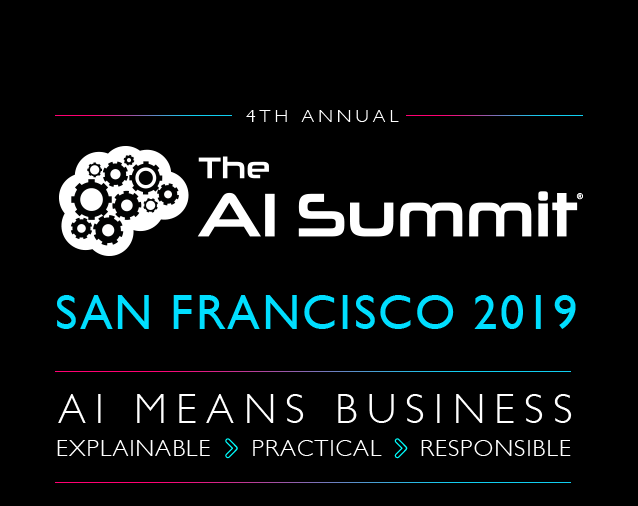 4TH ANNUAL
The
AI Summit®
SAN FRANCISCO 2019
AI MEANS BUSINESS
EXPLAINABLE PRACTICAL RESPONSIBLE